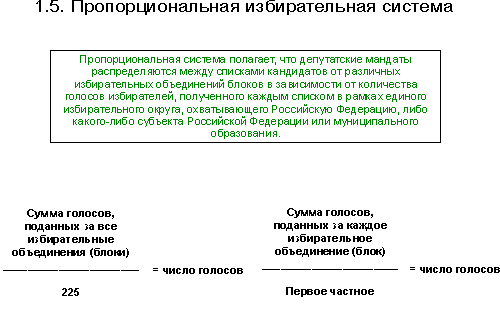 1.5. Пропорциональная избирательная система
Пропорциональная система полагает, что депутатские мандаты
распределяются между списками кандидатов от различных
избирательных объединений блоков в зависимости от количества
голосов избирателей, полученного каждым списком в рамках единого
избирательного округа, охватывающего Российскую Федерацию, либо
какого-либо субъекта Российской Федерации или муниципального
образования.
Сумма голосов,
поданных за все
избирательные
объединения (блоки)
= число голосов
225
Сумма голосов,
поданных за каждое
избирательное
объединение (блок)
= число голосов
Первое частное